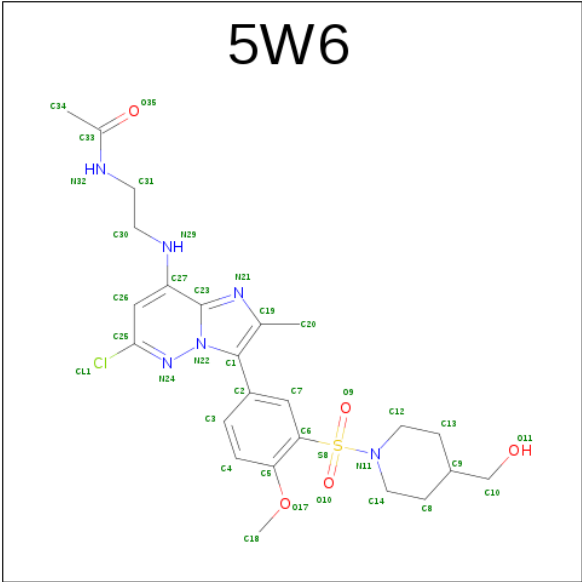 5W6
C34 O35
O
C33
HN C31
N32
C30 N29
NH
C27 N21
C26 C23 N
C19
C25 N C20
Cl N22
CL1 N C1
N24
C2 C7 O9
C3 O C12 C13 O11
C6 OH
C4 S N C9
S8 N11
C5 O C10
O O10 C14 C8
O17
C18